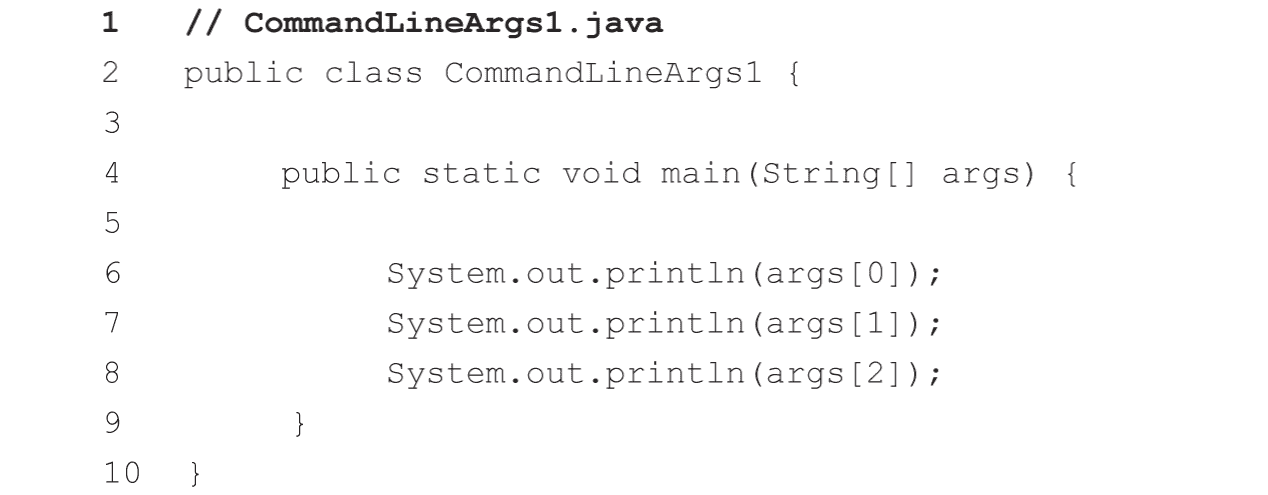 1 // CommandLineArgs1.java
2 public class CommandLineArgs1 {
3
4 public static void main(String[] args) {
5
6 System.out.println(args[0]);
7 System.out.println(args[1]);
8 System.out.println(args[2]);
9 }
10 }